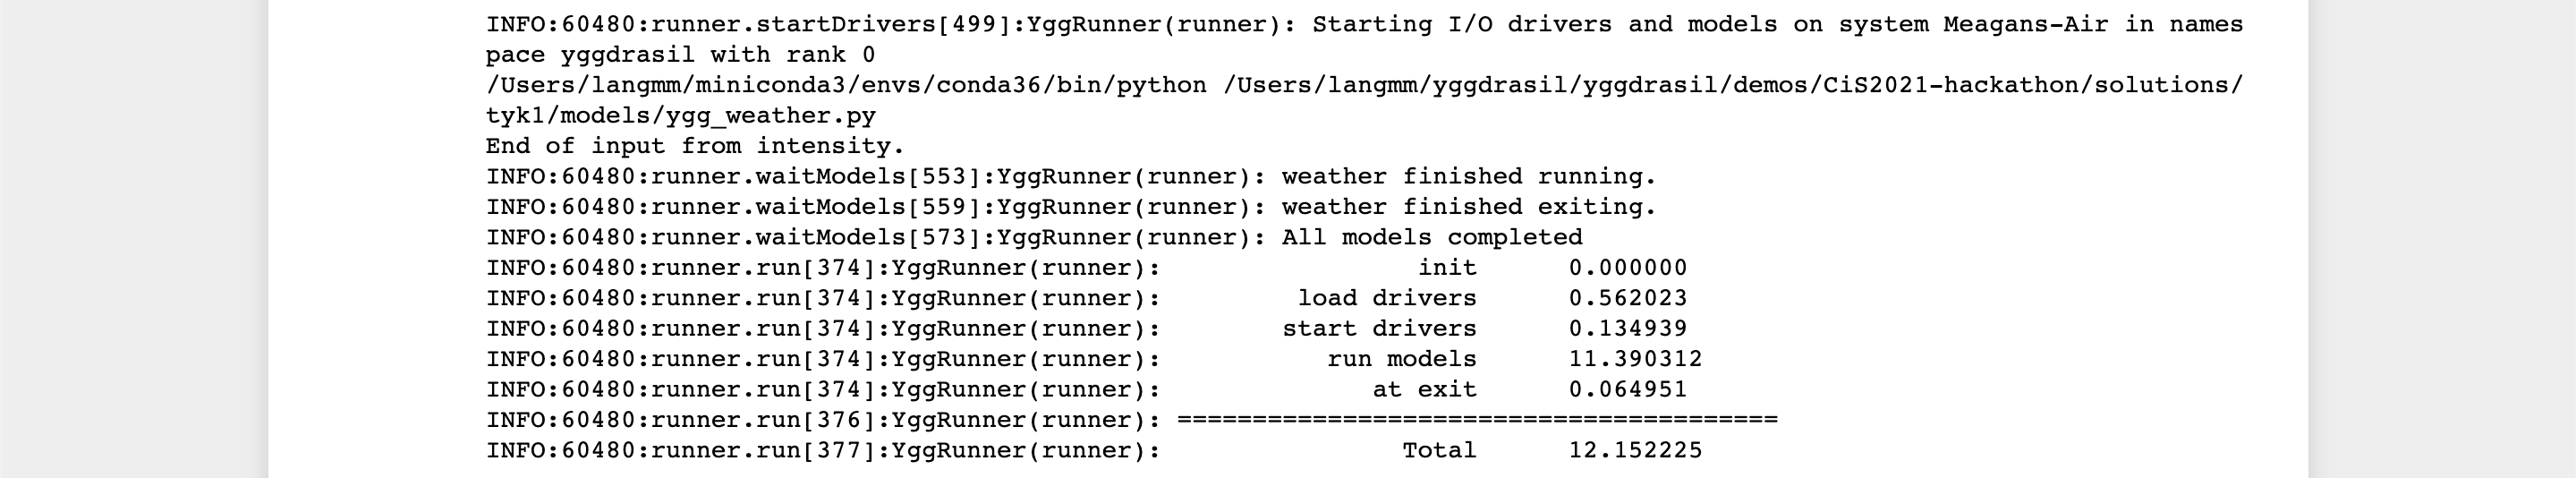 INFO:60480:runner.startDrivers[499]:YggRunner(runner): Starting I/O drivers and models on system Meagans-Air in names
pace yggdrasil with rank 0
/Users/langmm/miniconda3/envs/conda36/bin/python /Users/langmm/yggdrasil/yggdrasil/demos/CiS2021-hackathon/solutions/
tyk1/models/ygg_weather.py
End of input from intensity.
INFO:60480:runner.waitModels[553]:YggRunner(runner): weather finished running.
INFO:60480:runner.waitModels[559]:YggRunner(runner): weather finished exiting.
INFO:60480:runner.waitModels[573]:YggRunner(runner): All models completed
INFO:60480:runner.run[374]:YggRunner(runner):                 init      0.000000
INFO:60480:runner.run[374]:YggRunner(runner):         load drivers      0.562023
INFO:60480:runner.run[374]:YggRunner(runner):        start drivers      0.134939
INFO:60480:runner.run[374]:YggRunner(runner):           run models      11.390312
INFO:60480:runner.run[374]:YggRunner(runner):              at exit      0.064951
INFO:60480:runner.run[376]:YggRunner(runner): ========================================
INFO:60480:runner.run[377]:YggRunner(runner):                Total      12.152225